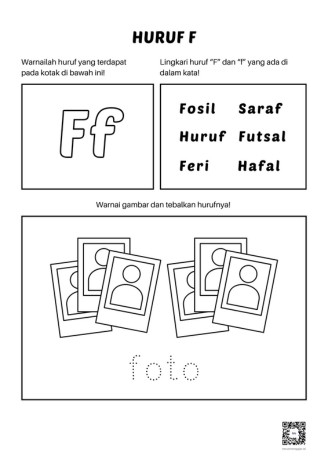 HURUF F
Warnailah huruf yang terdapat
pada kotak di bawah ini!
Lingkari huruf "F" dan "f" yang ada di
dalam kata!
Ff
Fosil Saraf
Huruf Futsal
Feri Hafal
Warnai gambar dan tebalkan hurufnya!
foto